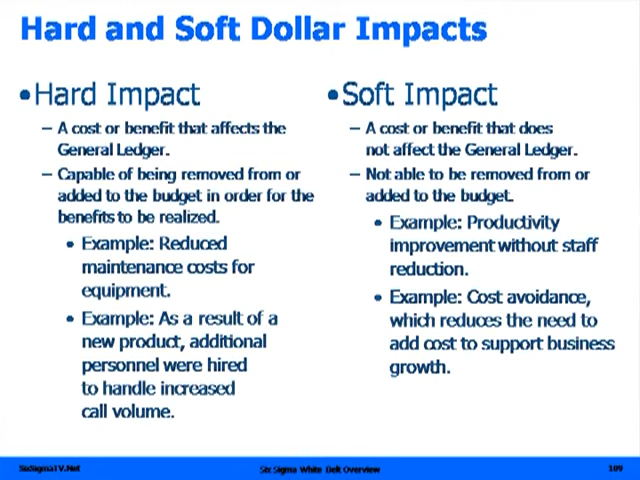 Hard and Soft Dollar Impacts
•Hard Impact
– A cost or benefit that affects the
General Ledger.
– Capable of being removed from or
added to the budget in order for the
benefits to be realized.
• Example: Reduced
maintenance costs for
equipment.
• Example: As a result of a
new product, additional
personnel were hired
to handle increased
call volume.
•Soft Impact
– A cost or benefit that does
not affect the General Ledger.
– Not able to be removed from or
added to the budget.
• Example: Productivity
improvement without staff
reduction.
• Example: Cost avoidance,
which reduces the need to
add cost to support business
growth.
SixSigmaTV.Net
Six Sigma White Belt Overview
109